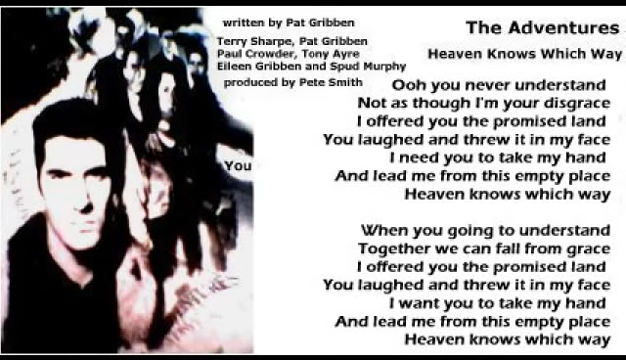 written by Pat Gribben
Terry Sharpe, Pat Gribben
Paul Crowder, Tony Ayre
Eileen Gribben and Spud Murphy
produced by Pete Smith
You
The Adventures
Heaven Knows Which Way
Ooh you never understand
Not as though I'm your disgrace
I offered you the promised land
You laughed and threw it in my face
I need you to take my hand
And lead me from this empty place
Heaven knows which way
When you going to understand
Together we can fall from grace
I offered you the promised land
You laughed and threw it in my face
I want you to take my hand
And lead me from this empty place
Heaven knows which way